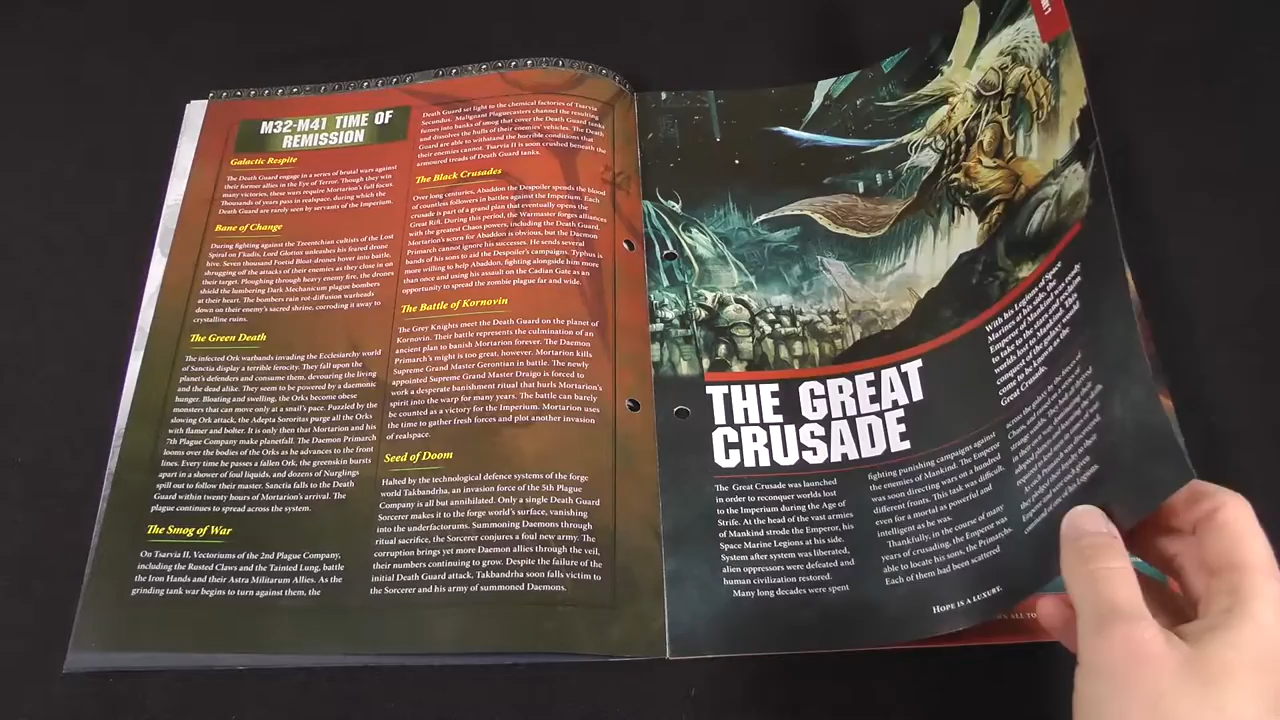 M32-M41 TIME OF
REMISSION
Galactic Respite
The Death Guard engage in a series of brutal wars against
their former allies in the Eye of Terror. Though they win
many victories, these wars require Mortarion's full focus.
Thousands of years pass in realspace, during which the
Death Guard are rarely seen by servants of the Imperium.
Bane of Change
During fighting against the Tzeentchian cultists of the Lost
Spiral on J'kadis, Lord Glottox unleashes his feared drone
hive. Seven thousand Foetid Bloat-drones hover into battle,
shrugging off the attacks of their enemies as they close in on
their target. Ploughing through heavy enemy fire, the drones
shield the lumbering Dark Mechanicum plague bombers
at their heart. The bombers rain rot-diffusion warheads
down on their enemy's sacred shrine, corroding it away to
crystalline ruins.
The Green Death
The infected Ork warbands invading the Ecclesiarchy world
of Sanctia display a terrible ferocity. They fall upon the
planet's defenders and consume them, devouring the living
and the dead alike. They seem to be powered by a daemonic
hunger. Bloating and swelling, the Orks become obese
monsters that can move only at a snail's pace. Puzzled by the
slowing Ork attack, the Adepta Sororitas purge all the Orks
with flamer and bolter. It is only then that Mortarion and his
7th Plague Company make planetfall. The Daemon Primarch
looms over the bodies of the Orks as he advances to the front
lines. Every time he passes a fallen Ork, the greenskin bursts
apart in a shower of foul liquids, and dozens of Nurglings
spill out to follow their master. Sanctia falls to the Death
Guard within twenty hours of Mortarion's arrival. The
plague continues to spread across the system.
The Smog of War
On Tsarvia II, Vectoriums of the 2nd Plague Company,
including the Rusted Claws and the Tainted Lung, battle
the Iron Hands and their Astra Militarum Allies. As the
grinding tank war begins to turn against them, the
Death Guard set light to the chemical factories of Tsarvia
Secundus. Malignant Plaguecasters channel the resulting
fumes into banks of smog that cover the Death Guard tanks
and dissolve the hulls of their enemies' vehicles. The Death
Guard are able to withstand the horrible conditions that
their enemies cannot. Tsarvia II is soon crushed beneath the
armoured treads of Death Guard tanks.
The Black Crusades
Over long centuries, Abaddon the Despoiler spends the blood
of countless followers in battles against the Imperium. Each
crusade is part of a grand plan that eventually opens the
Great Rift. During this period, the Warmaster forges alliances
with the greatest Chaos powers, including the Death Guard.
Mortarion's scorn for Abaddon is obvious, but the Daemon
Primarch cannot ignore his successes. He sends several
bands of his sons to aid the Despoiler's campaigns. Typhus is
more willing to help Abaddon, fighting alongside him more
than once and using his assault on the Cadian Gate as an
opportunity to spread the zombie plague far and wide.
The Battle of Kornovin
The Grey Knights meet the Death Guard on the planet of
Kornovin. Their battle represents the culmination of an
ancient plan to banish Mortarion forever. The Daemon
Primarch's might is too great, however. Mortarion kills
Supreme Grand Master Gerontian in battle. The newly
appointed Supreme Grand Master Draigo is forced to
work a desperate banishment ritual that hurls Mortarion's
spirit into the warp for many years. The battle can barely
be counted as a victory for the Imperium. Mortarion uses
the time to gather fresh forces and plot another invasion
of realspace.
Seed of Doom
Halted by the technological defence systems of the forge
world Takbandrha, an invasion force of the 5th Plague
Company is all but annihilated. Only a single Death Guard
Sorcerer makes it to the forge world's surface, vanishing
into the underfactorums. Summoning Daemons through
ritual sacrifice, the Sorcerer conjures a foul new army. The
corruption brings yet more Daemon allies through the veil,
their numbers continuing to grow. Despite the failure of the
initial Death Guard attack, Takbandrha soon falls victim to
the Sorcerer and his army of summoned Daemons.
THE GREAT
CRUSADE
With his Legions of Space
The Great Crusade was launched
in order to reconquer worlds lost
to the Imperium during the Age of
Strife. At the head of the vast armies
of Mankind strode the Emperor, his
Space Marine Legions at his side.
System after system was liberated,
alien oppressors were defeated and
human civilization restored.
Many long decades were spent
fighting punishing campaigns against
the enemies of Mankind. The Emperor
was soon directing wars on a hundred
different fronts. This task was difficult,
even for a mortal as powerful and
intelligent as he was.
Thankfully, in the course of many
years of crusading, the Emperor was
able to locate his sons, the Primarchs.
Each of them had been scattered
HOPE IS A LUXURY.